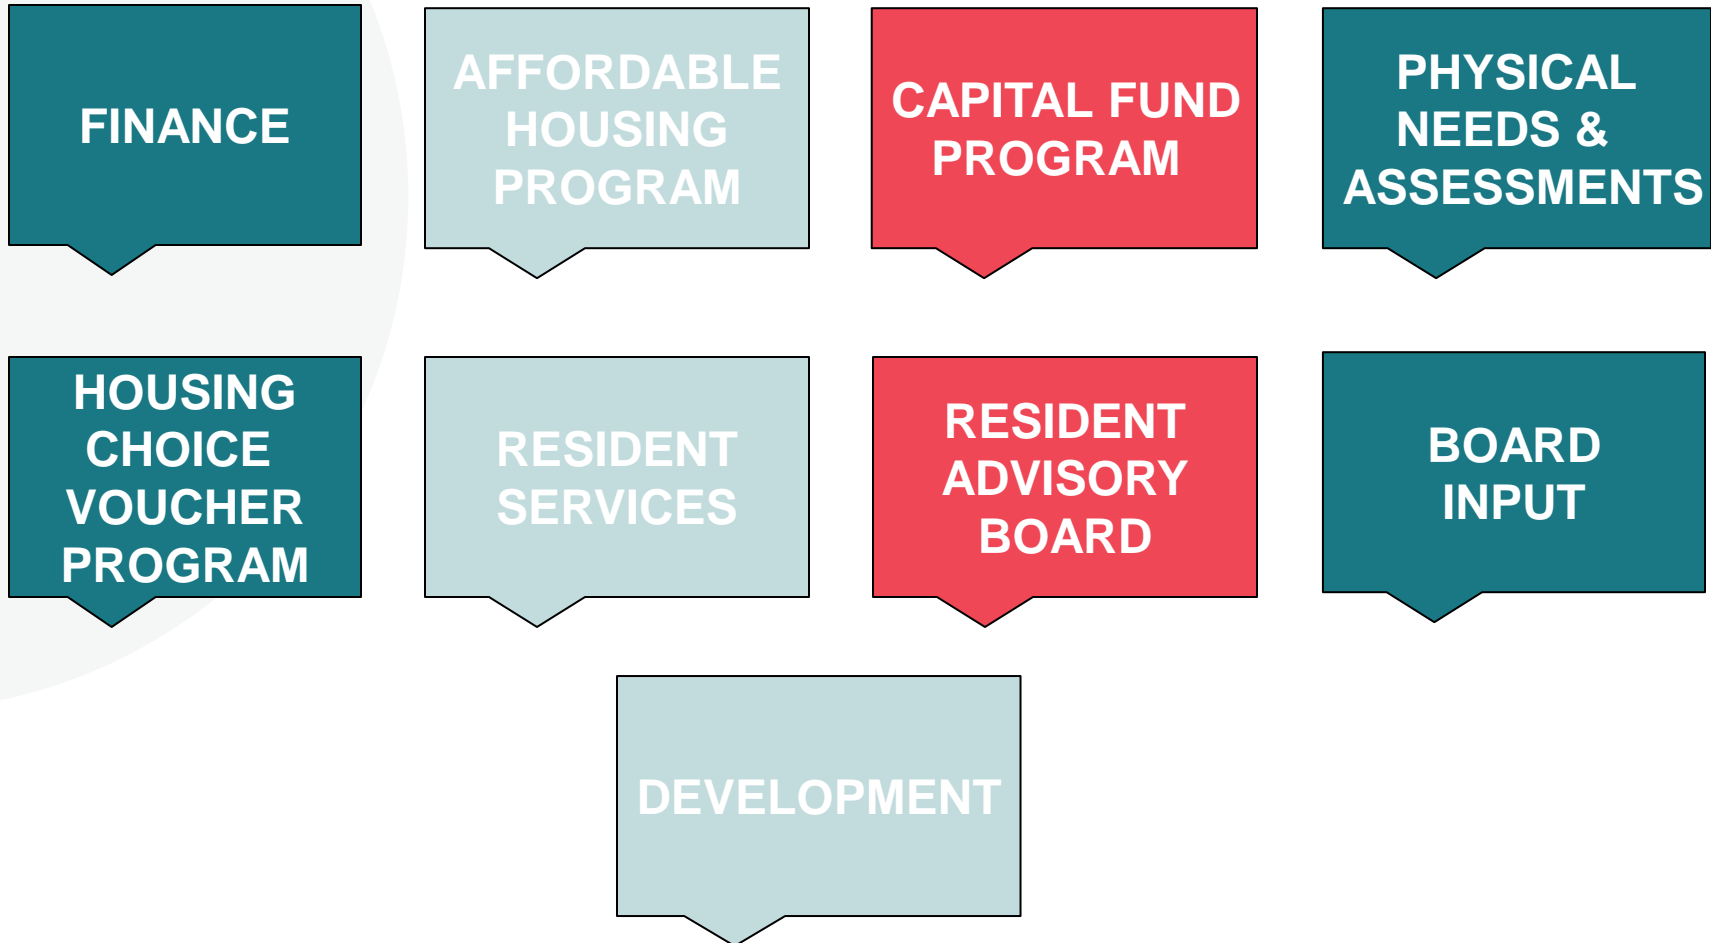 FINANCE
AFFORDABLE
HOUSING
PROGRAM
CAPITAL FUND
PROGRAM
PHYSICAL
NEEDS &
ASSESSMENTS
HOUSING
CHOICE
VOUCHER
PROGRAM
RESIDENT
SERVICES
RESIDENT
ADVISORY
BOARD
BOARD
INPUT
DEVELOPMENT